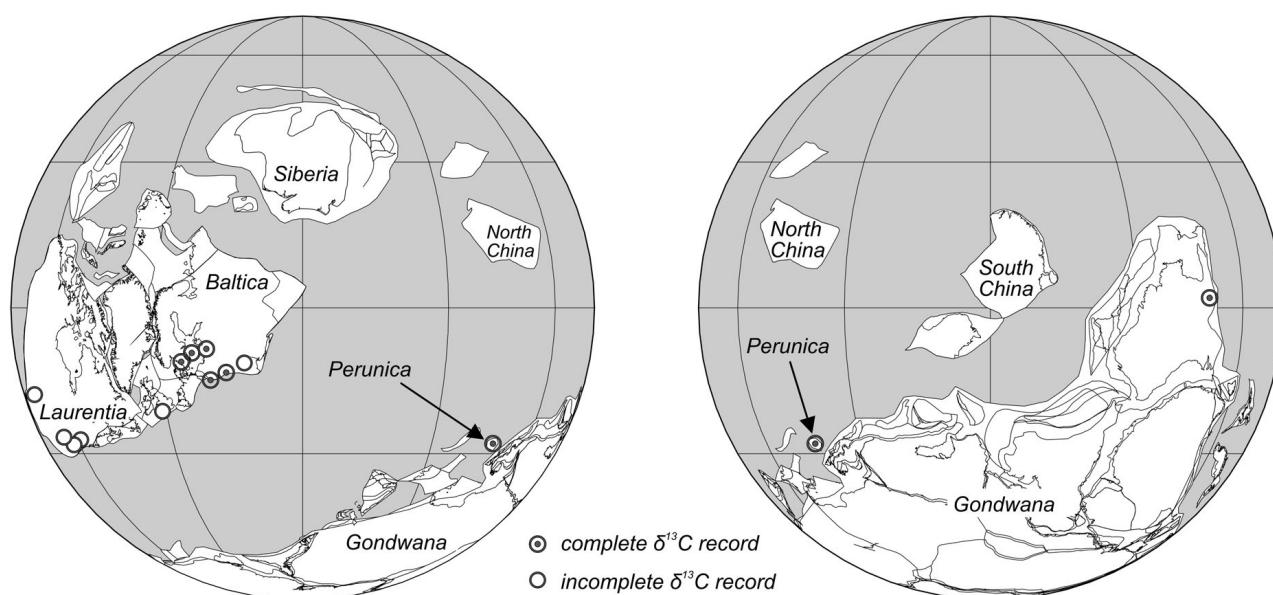 Siberia
North
China
Baltica
Perunica
Laurentia
Gondwana
North
China
South
China
Perunica
Gondwana
complete δ¹³C record
incomplete δ¹³C record